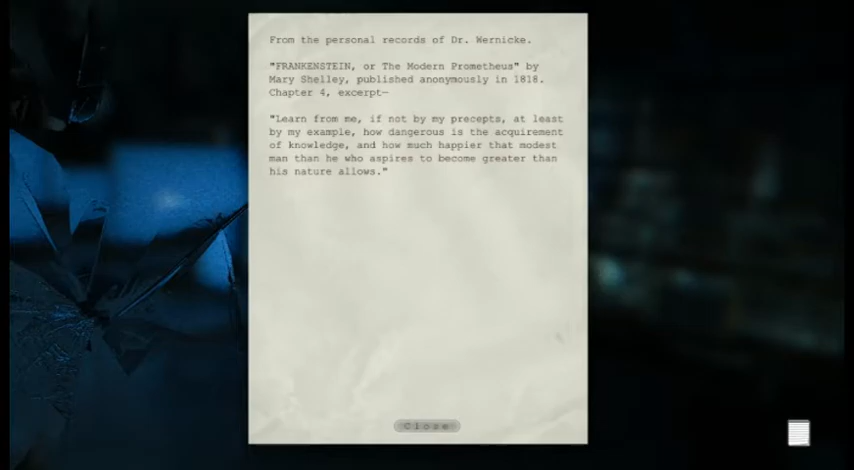 From the personal records of Dr. Wernicke.
"FRANKENSTEIN, or The Modern Prometheus" by
Mary Shelley, published anonymously in 1818.
Chapter 4, excerpt—
"Learn from me, if not by my precepts, at least
by my example, how dangerous is the acquirement
of knowledge, and how much happier that modest
man than he who aspires to become greater than
his nature allows."
Close